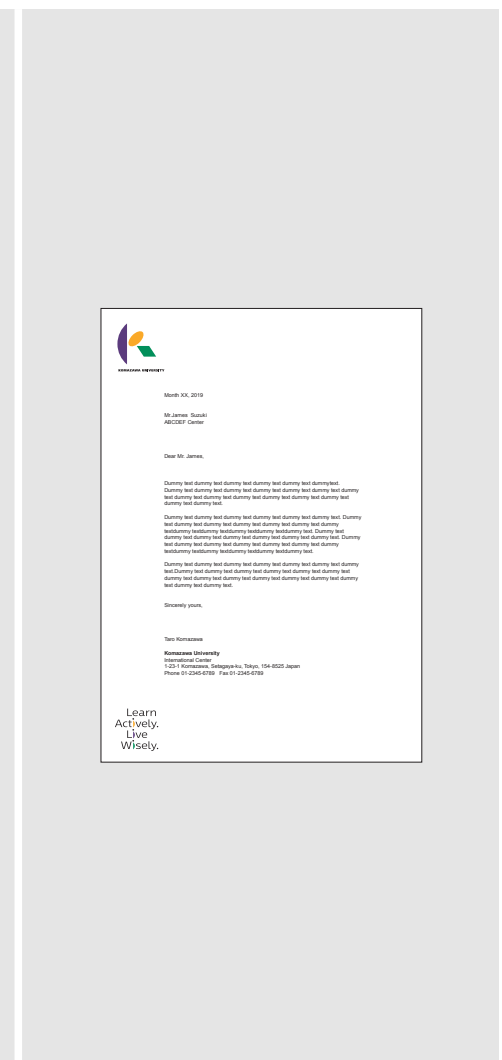 KOMAZAWA UNIVERSITY
Month XX, 2019
Mr.James Suzuki
ABCDEF Center
Dear Mr. James,
Dummy text dummy text dummy text dummy text dummy text dummytext.
Dummy text dummy text dummy text dummy text dummy text dummy text dummy
text dummy text dummy text dummy text dummy text dummy text dummy text
dummy text dummy text.
Dummy text dummy text dummy text dummy text dummy text dummy text. Dummy
text dummy text dummy text dummy text dummy text dummy text dummy
textdummy textdummy textdummy textdummy textdummy text. Dummy text
dummy text dummy text dummy text dummy text dummy text dummy text. Dummy
text dummy text dummy text dummy text dummy text dummy text dummy
textdummy textdummy textdummy textdummy textdummy text.
Dummy text dummy text dummy text dummy text dummy text dummy text dummy
text.Dummy text dummy text dummy text dummy text dummy text dummy text
dummy text dummy text dummy text dummy text dummy text dummy text dummy
text dummy text dummy text.
Sincerely yours,
Taro Komazawa
Komazawa University
International Center
1-23-1 Komazawa, Setagaya-ku, Tokyo, 154-8525 Japan
Phone 01-2345-6789 Fax 01-2345-6789
Learn
Actively.
Live
Wisely.